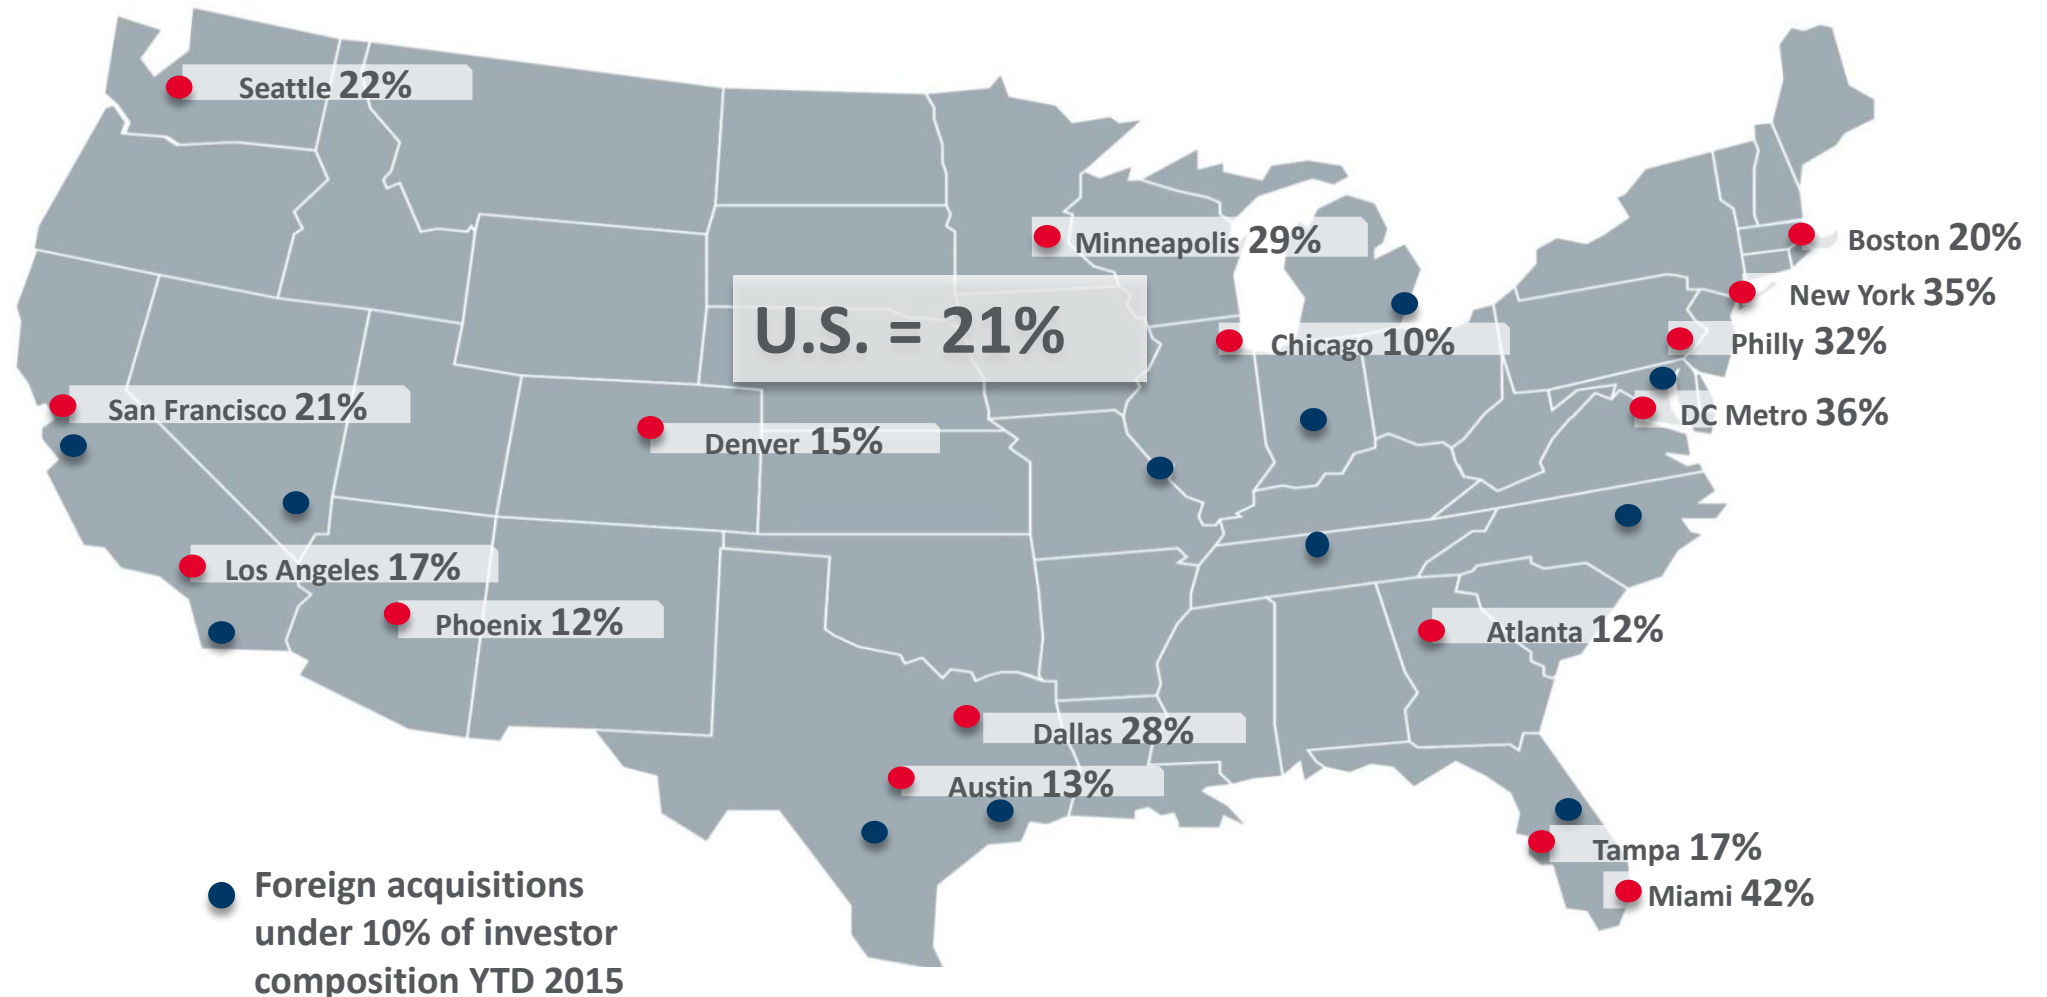 Seattle 22%
Minneapolis 29%
Boston 20%
New York 35%
U.S. = 21%
Chicago 10%
Philly 32%
San Francisco 21%
DC Metro 36%
Denver 15%
Los Angeles 17%
Phoenix 12%
Atlanta 12%
Dallas 28%
Austin 13%
Tampa 17%
Miami 42%
Foreign acquisitions
under 10% of investor
composition YTD 2015